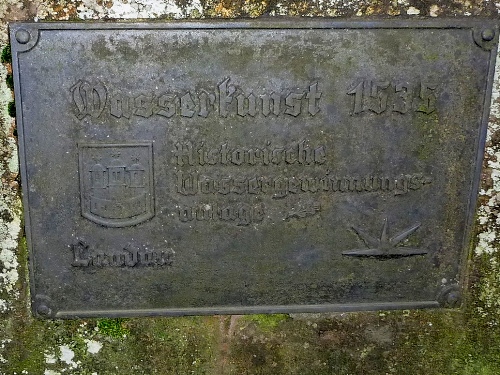 Wasserkunst 1535
Historische
Wassergewinnungs-
anlage
Landau